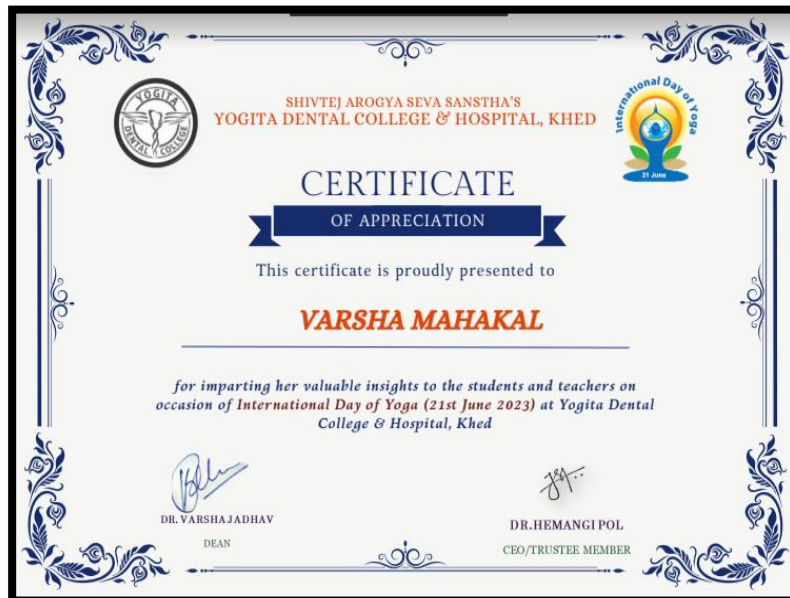 YOGITA
DENTAL COLLEGE
SHIVTEJ AROGYA SEVA SANSTHA'S
YOGITA DENTAL COLLEGE & HOSPITAL, KHED
International Day of Yoga
21 June
CERTIFICATE
OF APPRECIATION
This certificate is proudly presented to
VARSHA MAHAKAL
for imparting her valuable insights to the students and teachers on
occasion of International Day of Yoga (21st June 2023) at Yogita Dental
College & Hospital, Khed
DR. VARSHA JADHAV
DEAN
DR.HEMANGI POL
CEO/TRUSTEE MEMBER